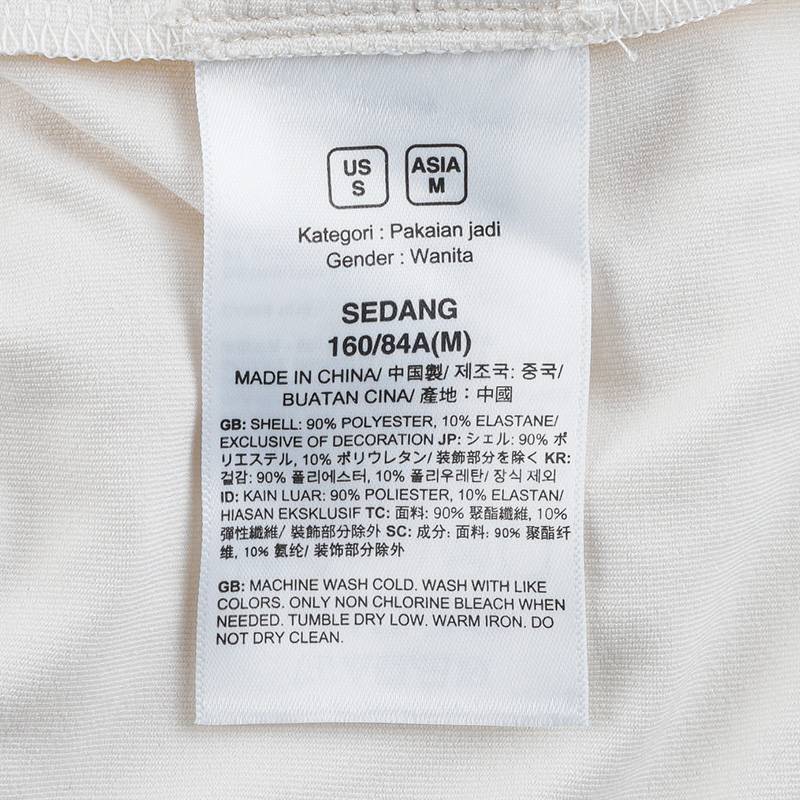 US
S
ASIA
M
Kategori : Pakaian jadi
Gender : Wanita
SEDANG
160/84A(M)
MADE IN CHINA/ 中国製/ 제조국: 중국/
BUATAN CINA/ 產地：中國
GB: SHELL: 90% POLYESTER, 10% ELASTANE/
EXCLUSIVE OF DECORATION JP: シェル: 90% ポ
リエステル, 10% ポリウレタン/ 装飾部分を除く KR:
겉감: 90% 폴리에스터, 10% 폴리우레탄/ 장식 제외
ID: KAIN LUAR: 90% POLIESTER, 10% ELASTAN/
HIASAN EKSKLUSIF TC: 面料: 90% 聚酯纖維, 10%
彈性纖維/ 裝飾部分除外 SC: 成分: 面料: 90% 聚酯纤
维, 10% 氨纶/ 装饰部分除外
GB: MACHINE WASH COLD. WASH WITH LIKE
COLORS. ONLY NON CHLORINE BLEACH WHEN
NEEDED. TUMBLE DRY LOW. WARM IRON. DO
NOT DRY CLEAN.